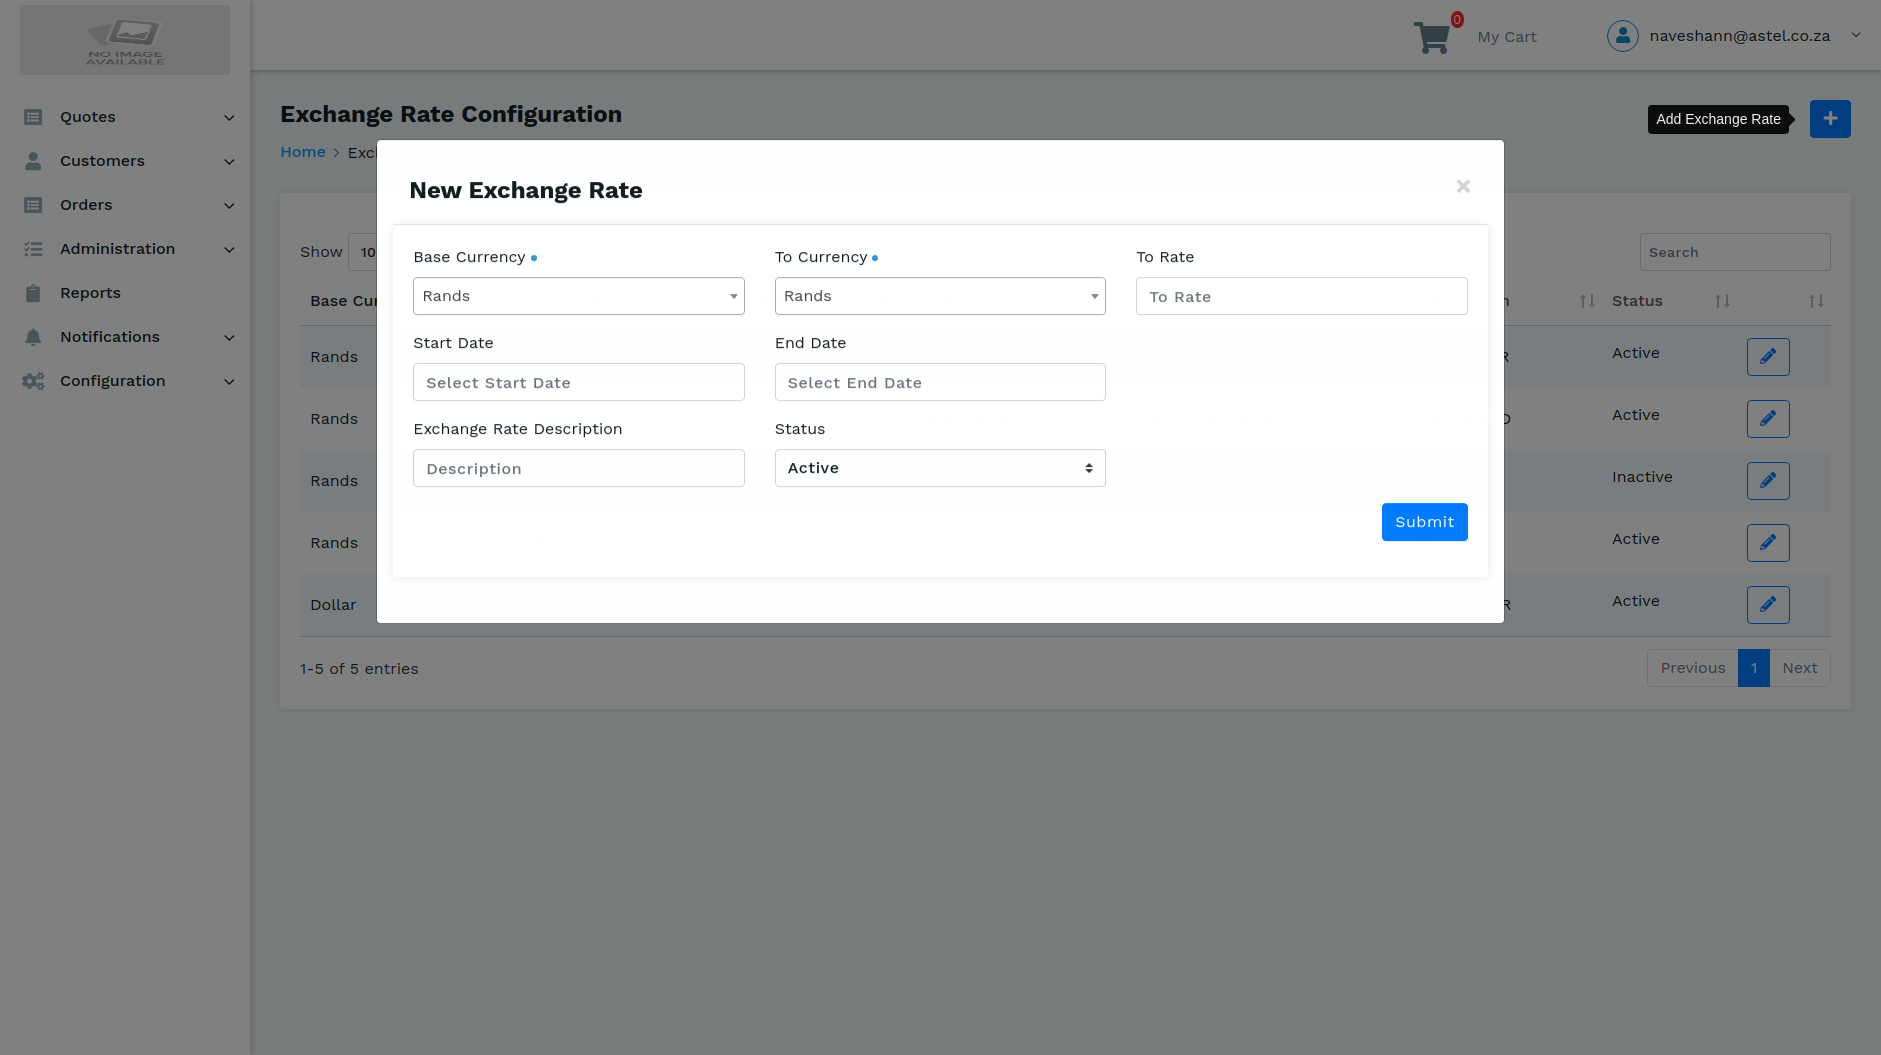 NO IMAGE
AVAILABLE
0
My Cart
naveshann@astel.co.za
Quotes
Customers
Orders
Administration
Reports
Notifications
Configuration
Exchange Rate Configuration
Add Exchange Rate
Home
New Exchange Rate
×
Show 10
Search
Base Currency
To Currency
To Rate
Rands
Rands
To Rate
Start Date
End Date
Select Start Date
Select End Date
Exchange Rate Description
Status
Description
Active
Submit
Status
Rands
Active
Rands
Active
Rands
Inactive
Rands
Active
Dollar
Active
1-5 of 5 entries
Previous 1 Next